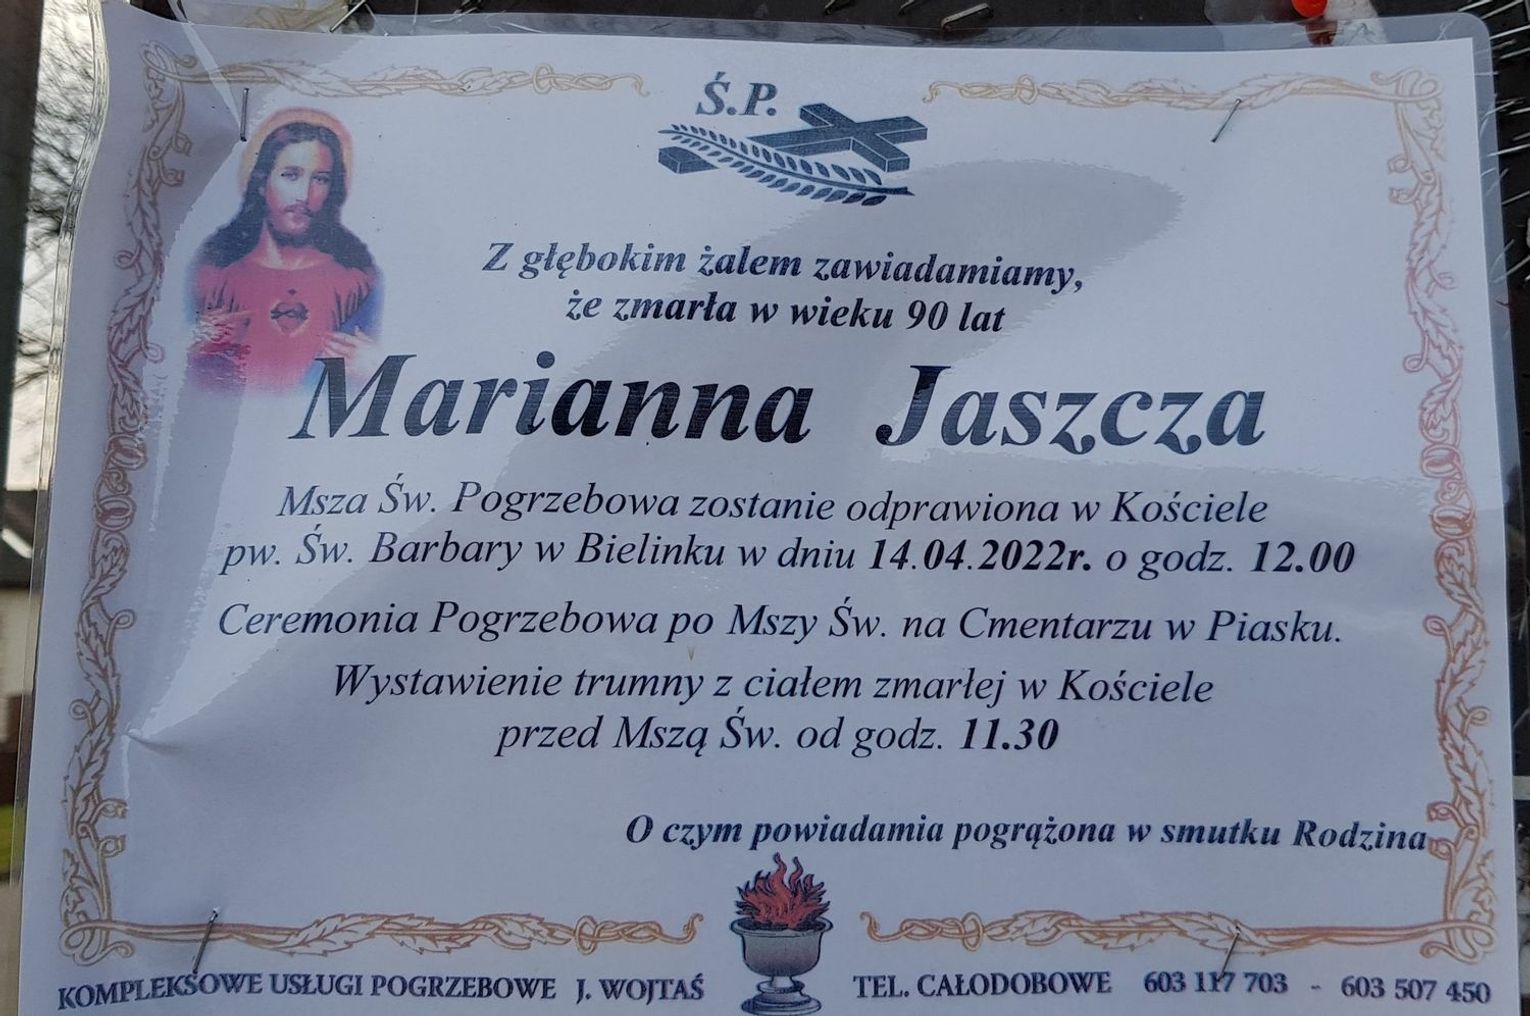 Ś.P.
Z głębokim żalem zawiadamiamy,
że zmarła w wieku 90 lat
Marianna Jaszcza
Msza Św. Pogrzebowa zostanie odprawiona w Kościele
pw. Św. Barbary w Bielinku w dniu 14.04.2022r. o godz. 12.00
Ceremonia Pogrzebowa po Mszy Św. na Cmentarzu w Piasku.
Wystawienie trumny z ciałem zmarłej w Kościele
przed Mszą Św. od godz. 11.30
O czym powiadamia pogrążona w smutku Rodzina
KOMPLEKSOWE USŁUGI POGRZEBOWE J. WOJTAŚ TEL. CAŁODOBOWE 603 117 703 - 603 507 450